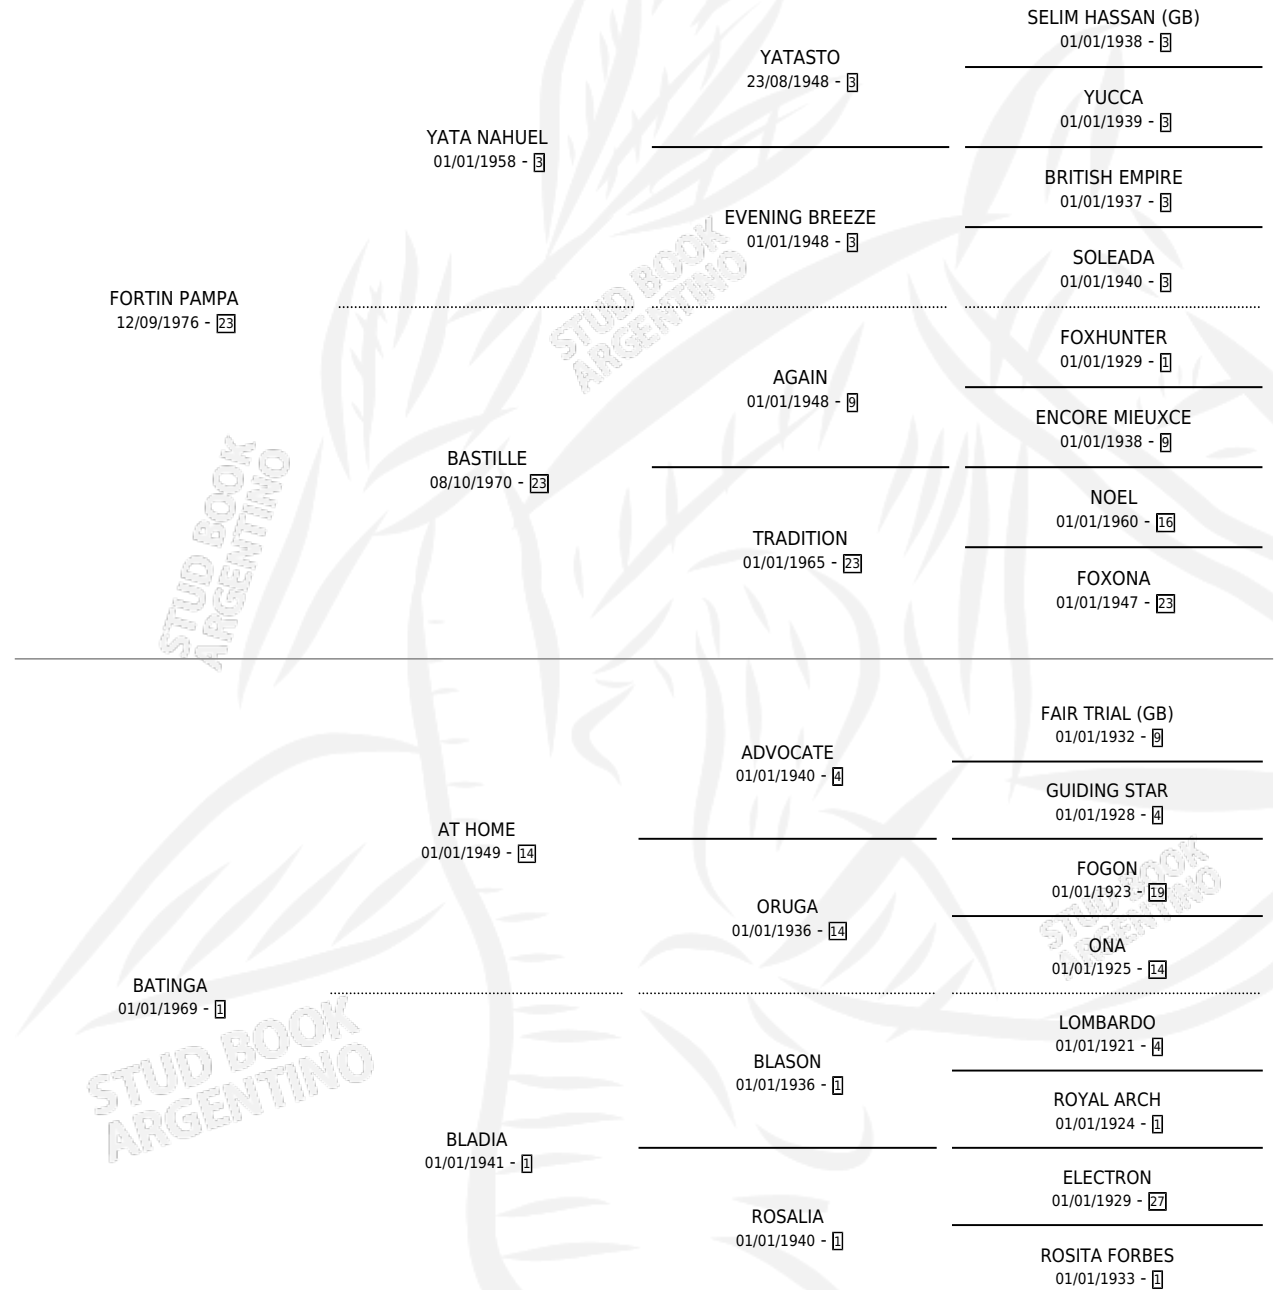 SELIM HASSAN (GB)
01/01/1938 - 3
YATASTO
23/08/1948 - 3
YUCCA
01/01/1939 - 3
YATA NAHUEL
01/01/1958 - 3
BRITISH EMPIRE
01/01/1937 - 3
EVENING BREEZE
01/01/1948 - 3
SOLEADA
01/01/1940 - 3
FORTIN PAMPA
12/09/1976 - 23
FOXHUNTER
01/01/1929 - 1
AGAIN
01/01/1948 - 9
ENCORE MIEUXCE
01/01/1938 - 9
BASTILLE
08/10/1970 - 23
NOEL
01/01/1960 - 16
TRADITION
01/01/1965 - 23
FOXONA
01/01/1947 - 23
FAIR TRIAL (GB)
01/01/1932 - 9
ADVOCATE
01/01/1940 - 4
GUIDING STAR
01/01/1928 - 4
AT HOME
01/01/1949 - 14
FOGON
01/01/1923 - 19
ORUGA
01/01/1936 - 14
ONA
01/01/1925 - 14
BATINGA
01/01/1969 - 1
LOMBARDO
01/01/1921 - 4
BLASON
01/01/1936 - 1
ROYAL ARCH
01/01/1924 - 1
BLADIA
01/01/1941 - 1
ELECTRON
01/01/1929 - 27
ROSALIA
01/01/1940 - 1
ROSITA FORBES
01/01/1933 - 1
STUD BOOK
ARGENTINO
STUD BOOK
ARGENTINO
STUD BOOK
ARGENTINO
STUD BOOK
ARGENTINO